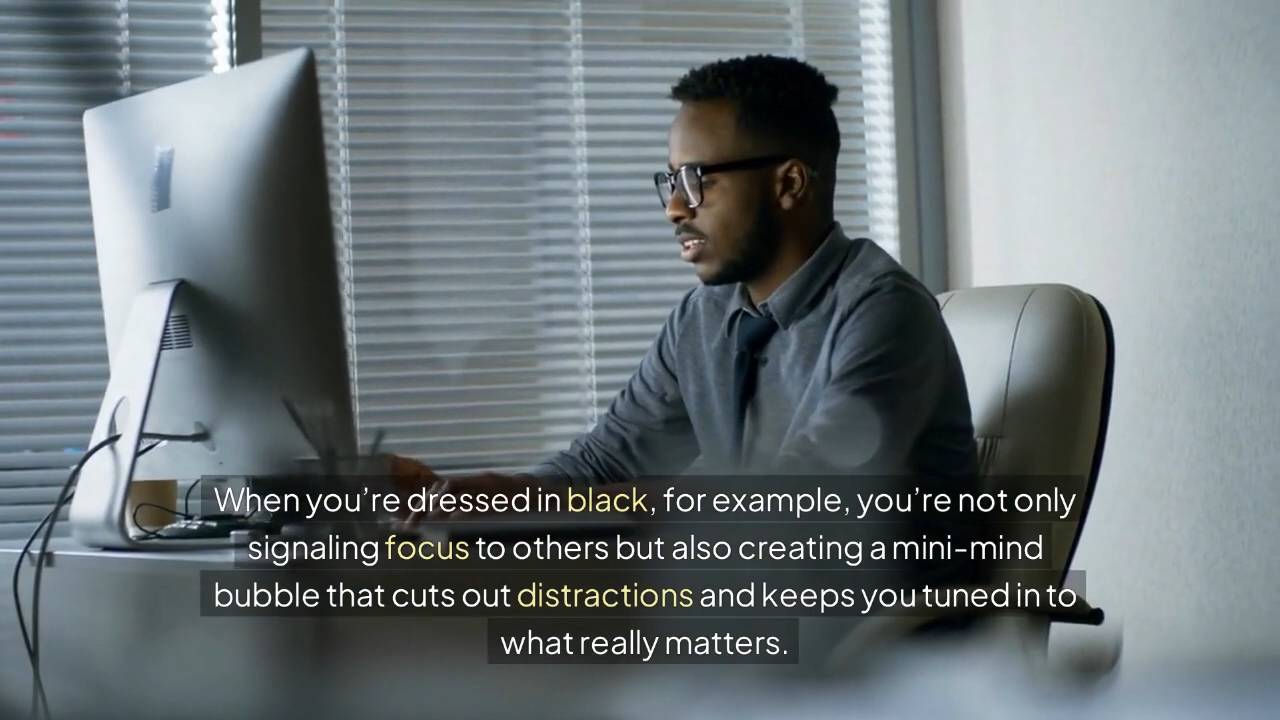 When you’re dressed in black, for example, you’re not only
signaling focus to others but also creating a mini-mind
bubble that cuts out distractions and keeps you tuned in to
what really matters.